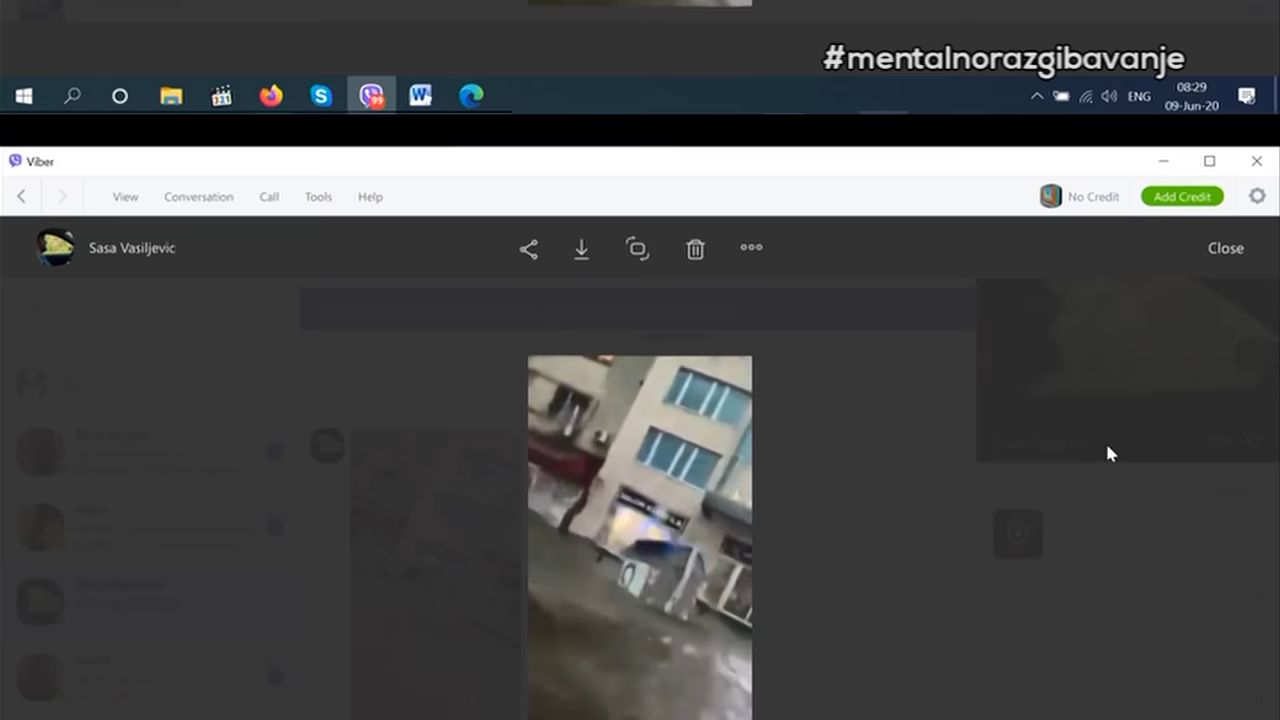 #mentalnorazgibavanje
ENG
08:29
09-Jun-20
Viber
View Conversation Call Tools Help
No Credit
Add Credit
Sasa Vasiljevic
Close